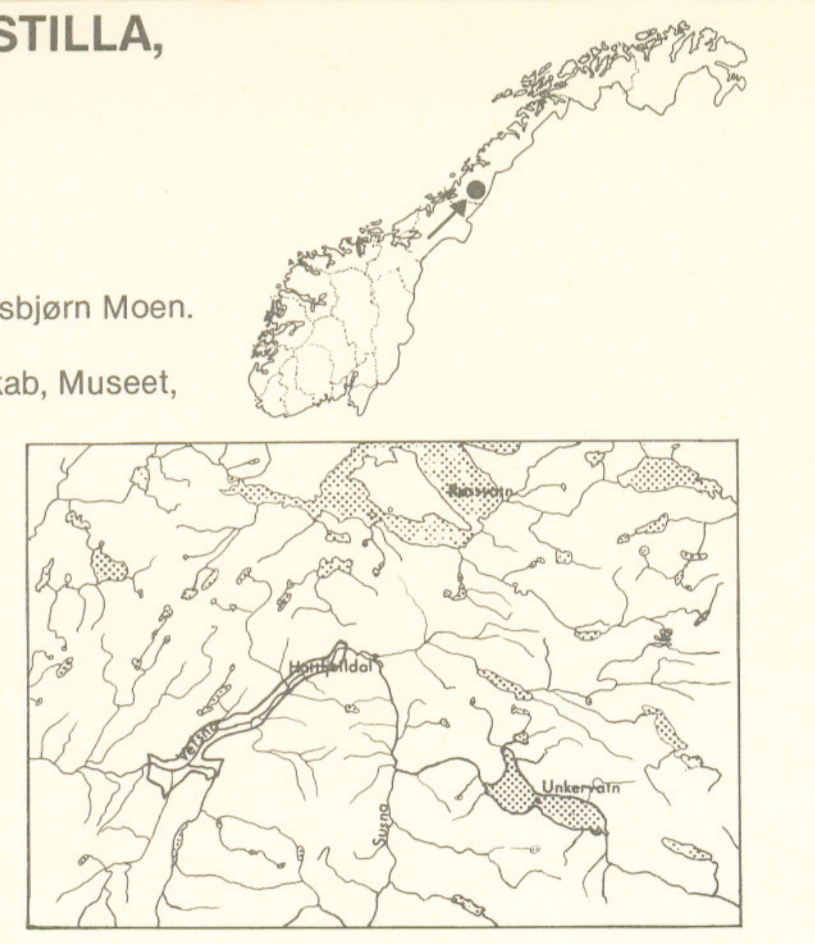 STILLA,
sbjørn Moen.
kab, Museet,
Røssvatn
Hattfjelldal
Vefsna
Unkervatn
Susna